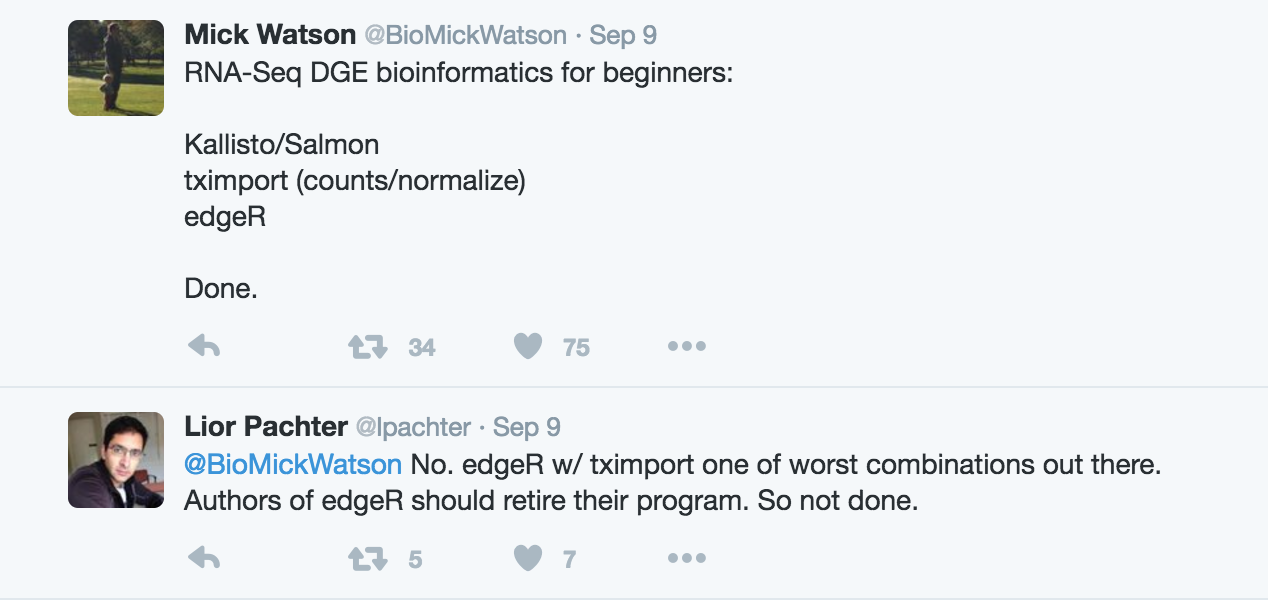 Mick Watson @BioMickWatson · Sep 9
RNA-Seq DGE bioinformatics for beginners:
Kallisto/Salmon
tximport (counts/normalize)
edgeR
Done.
34 75
Lior Pachter @lpachter · Sep 9
@BioMickWatson No. edgeR w/ tximport one of worst combinations out there.
Authors of edgeR should retire their program. So not done.
5 7